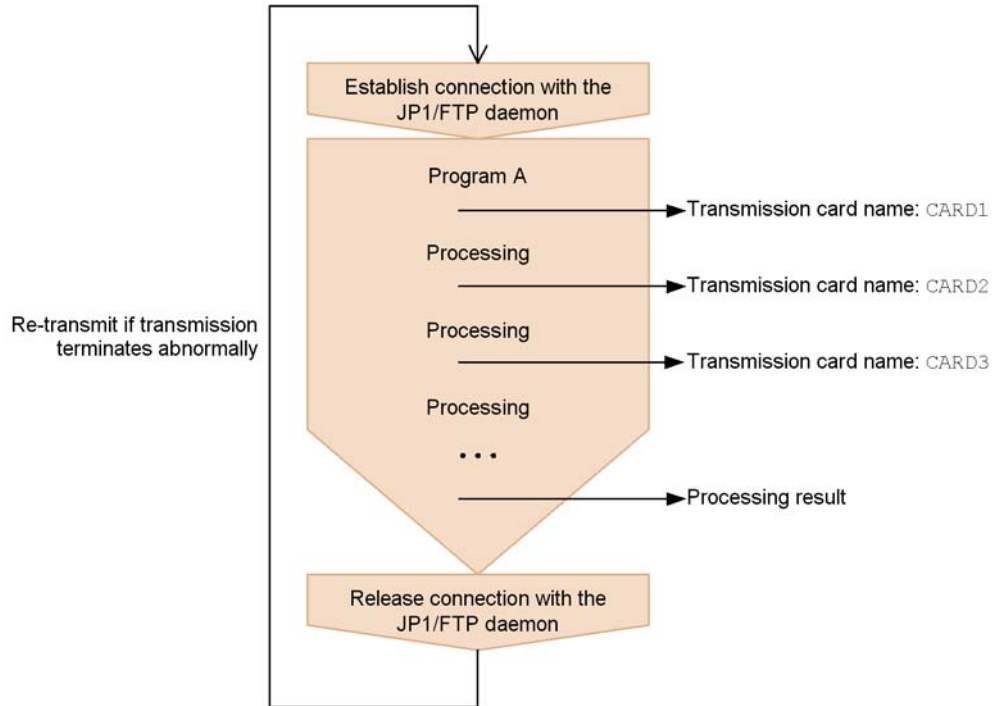 Establish connection with the
JP1/FTP daemon
Program A
Transmission card name: CARD1
Processing
Transmission card name: CARD2
Re-transmit if transmission
terminates abnormally
Processing
Transmission card name: CARD3
Processing
...
Processing result
Release connection with the
JP1/FTP daemon